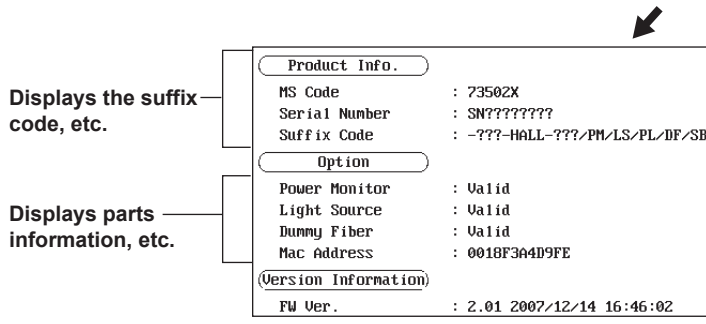 Product Info.
Displays the suffix
code, etc.
MS Code : 73502X
Serial Number : SN????????
Suffix Code : -???-HALL-???/PM/LS/PL/DF/SB
Option
Displays parts
information, etc.
Power Monitor : Valid
Light Source : Valid
Dummy Fiber : Valid
Mac Address : 0018F3A4D9FE
Version Information
FW Ver. : 2.01 2007/12/14 16:46:02